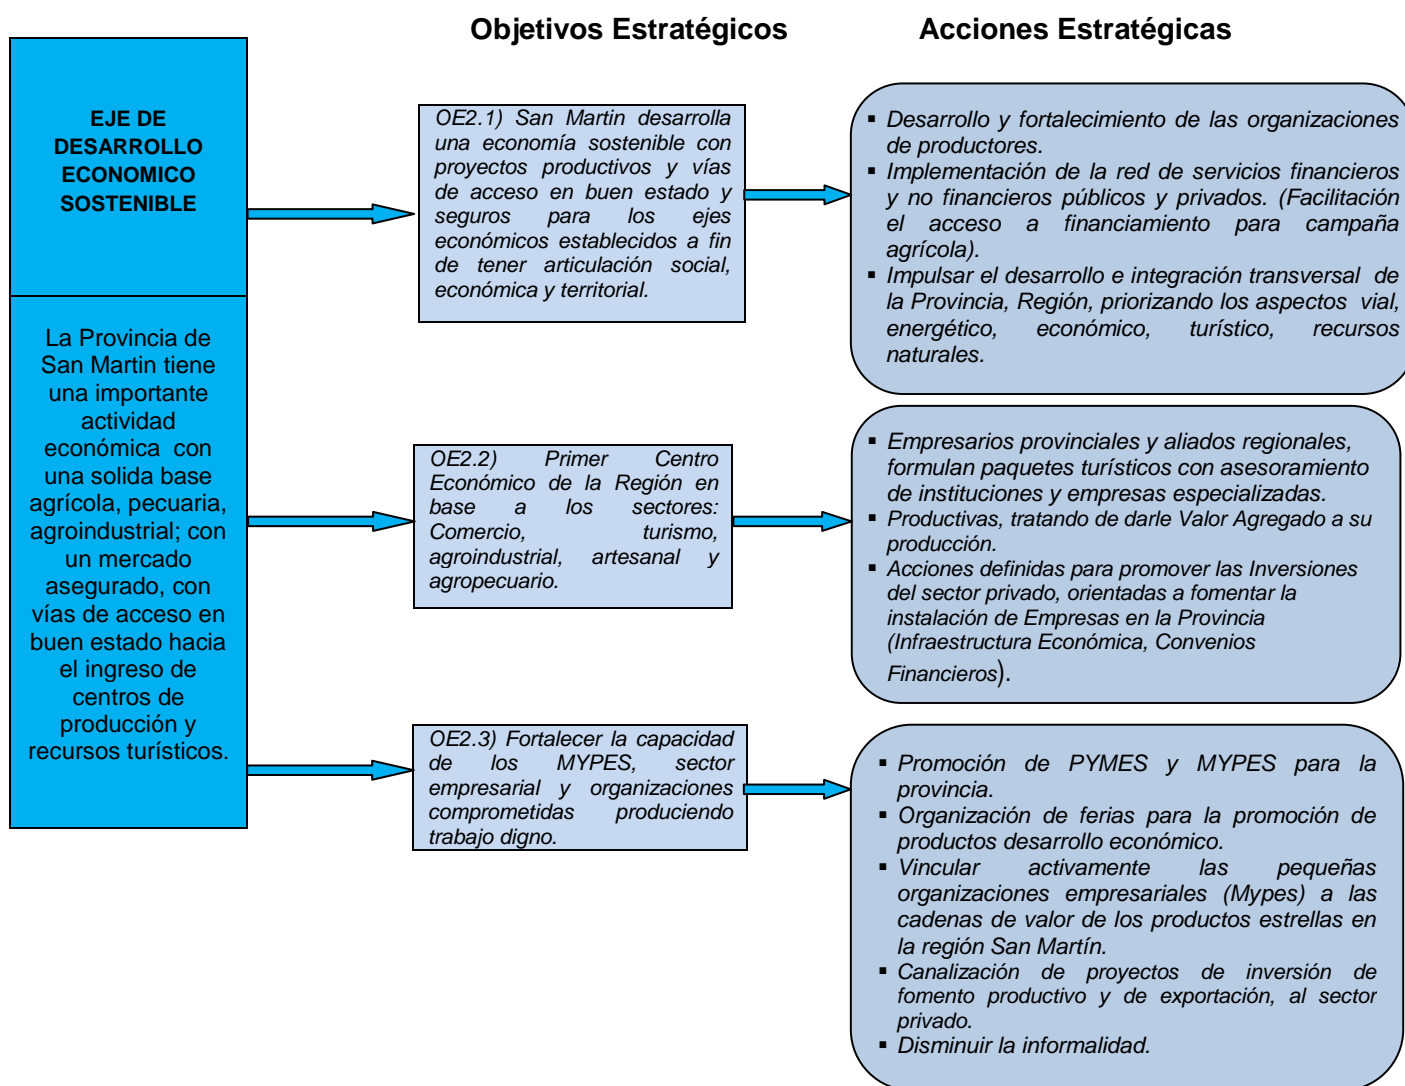 Objetivos Estratégicos
Acciones Estratégicas
EJE DE
DESARROLLO
ECONOMICO
SOSTENIBLE
La Provincia de
San Martin tiene
una importante
actividad
económica con
una solida base
agrícola, pecuaria,
agroindustrial; con
un mercado
asegurado, con
vías de acceso en
buen estado hacia
el ingreso de
centros de
producción y
recursos turísticos.
OE2.1) San Martin desarrolla
una economía sostenible con
proyectos productivos y vías
de acceso en buen estado y
seguros para los ejes
económicos establecidos a fin
de tener articulación social,
económica y territorial.
▪ Desarrollo y fortalecimiento de las organizaciones
de productores.
▪ Implementación de la red de servicios financieros
y no financieros públicos y privados. (Facilitación
el acceso a financiamiento para campaña
agrícola).
▪ Impulsar el desarrollo e integración transversal de
la Provincia, Región, priorizando los aspectos vial,
energético, económico, turístico, recursos
naturales.
OE2.2) Primer Centro
Económico de la Región en
base a los sectores:
Comercio, turismo,
agroindustrial, artesanal y
agropecuario.
▪ Empresarios provinciales y aliados regionales,
formulan paquetes turísticos con asesoramiento
de instituciones y empresas especializadas.
▪ Productivas, tratando de darle Valor Agregado a su
producción.
▪ Acciones definidas para promover las Inversiones
del sector privado, orientadas a fomentar la
instalación de Empresas en la Provincia
(Infraestructura Económica, Convenios
Financieros).
OE2.3) Fortalecer la capacidad
de los MYPES, sector
empresarial y organizaciones
comprometidas produciendo
trabajo digno.
▪ Promoción de PYMES y MYPES para la
provincia.
▪ Organización de ferias para la promoción de
productos desarrollo económico.
▪ Vincular activamente las pequeñas
organizaciones empresariales (Mypes) a las
cadenas de valor de los productos estrellas en
la región San Martín.
▪ Canalización de proyectos de inversión de
fomento productivo y de exportación, al sector
privado.
▪ Disminuir la informalidad.